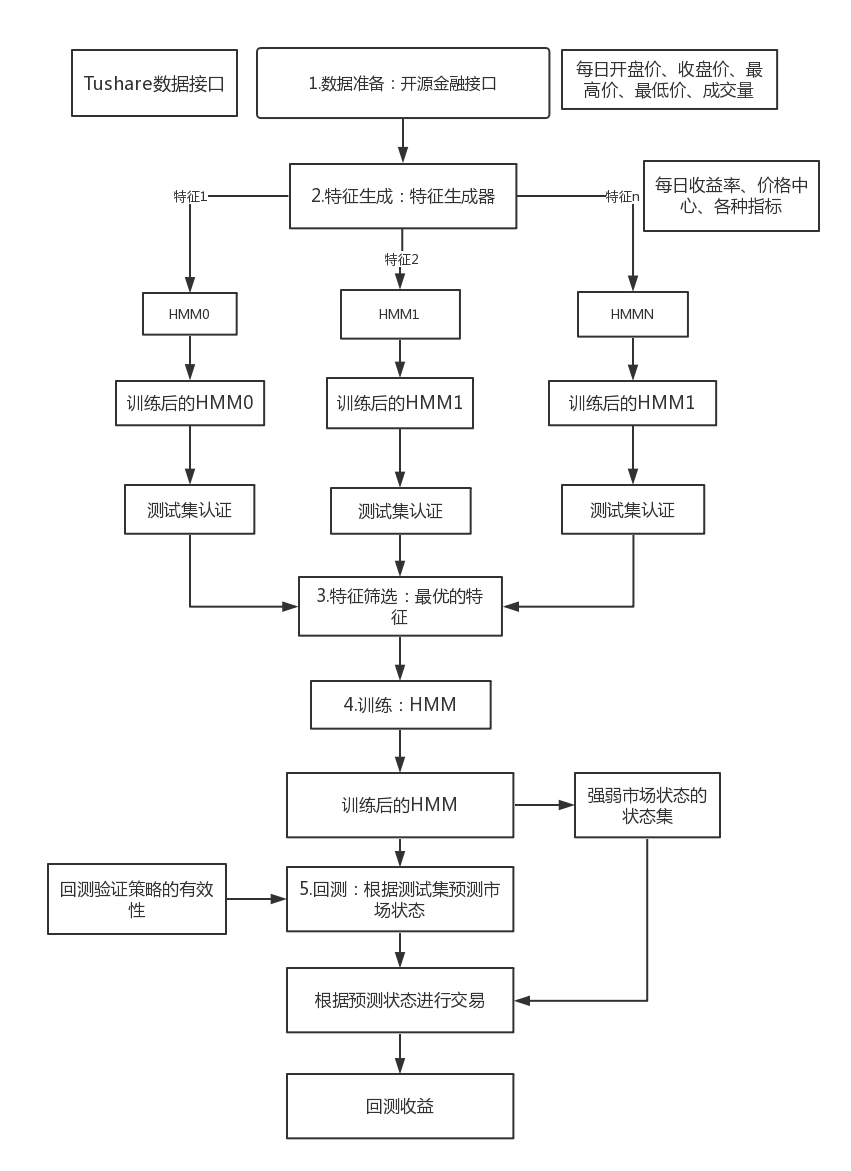 Tushare数据接口
1.数据准备：开源金融接口
每日开盘价、收盘价、最
高价、最低价、成交量
特征1
2.特征生成：特征生成器
特征n
每日收益率、价格中
心、各种指标
特征2
HMM0
HMM1
HMMN
训练后的HMM0
训练后的HMM1
训练后的HMM1
测试集认证
测试集认证
测试集认证
3.特征筛选：最优的特
征
4.训练：HMM
训练后的HMM
强弱市场状态的
状态集
回测验证策略的有效
性
5.回测：根据测试集预测市
场状态
根据预测状态进行交易
回测收益